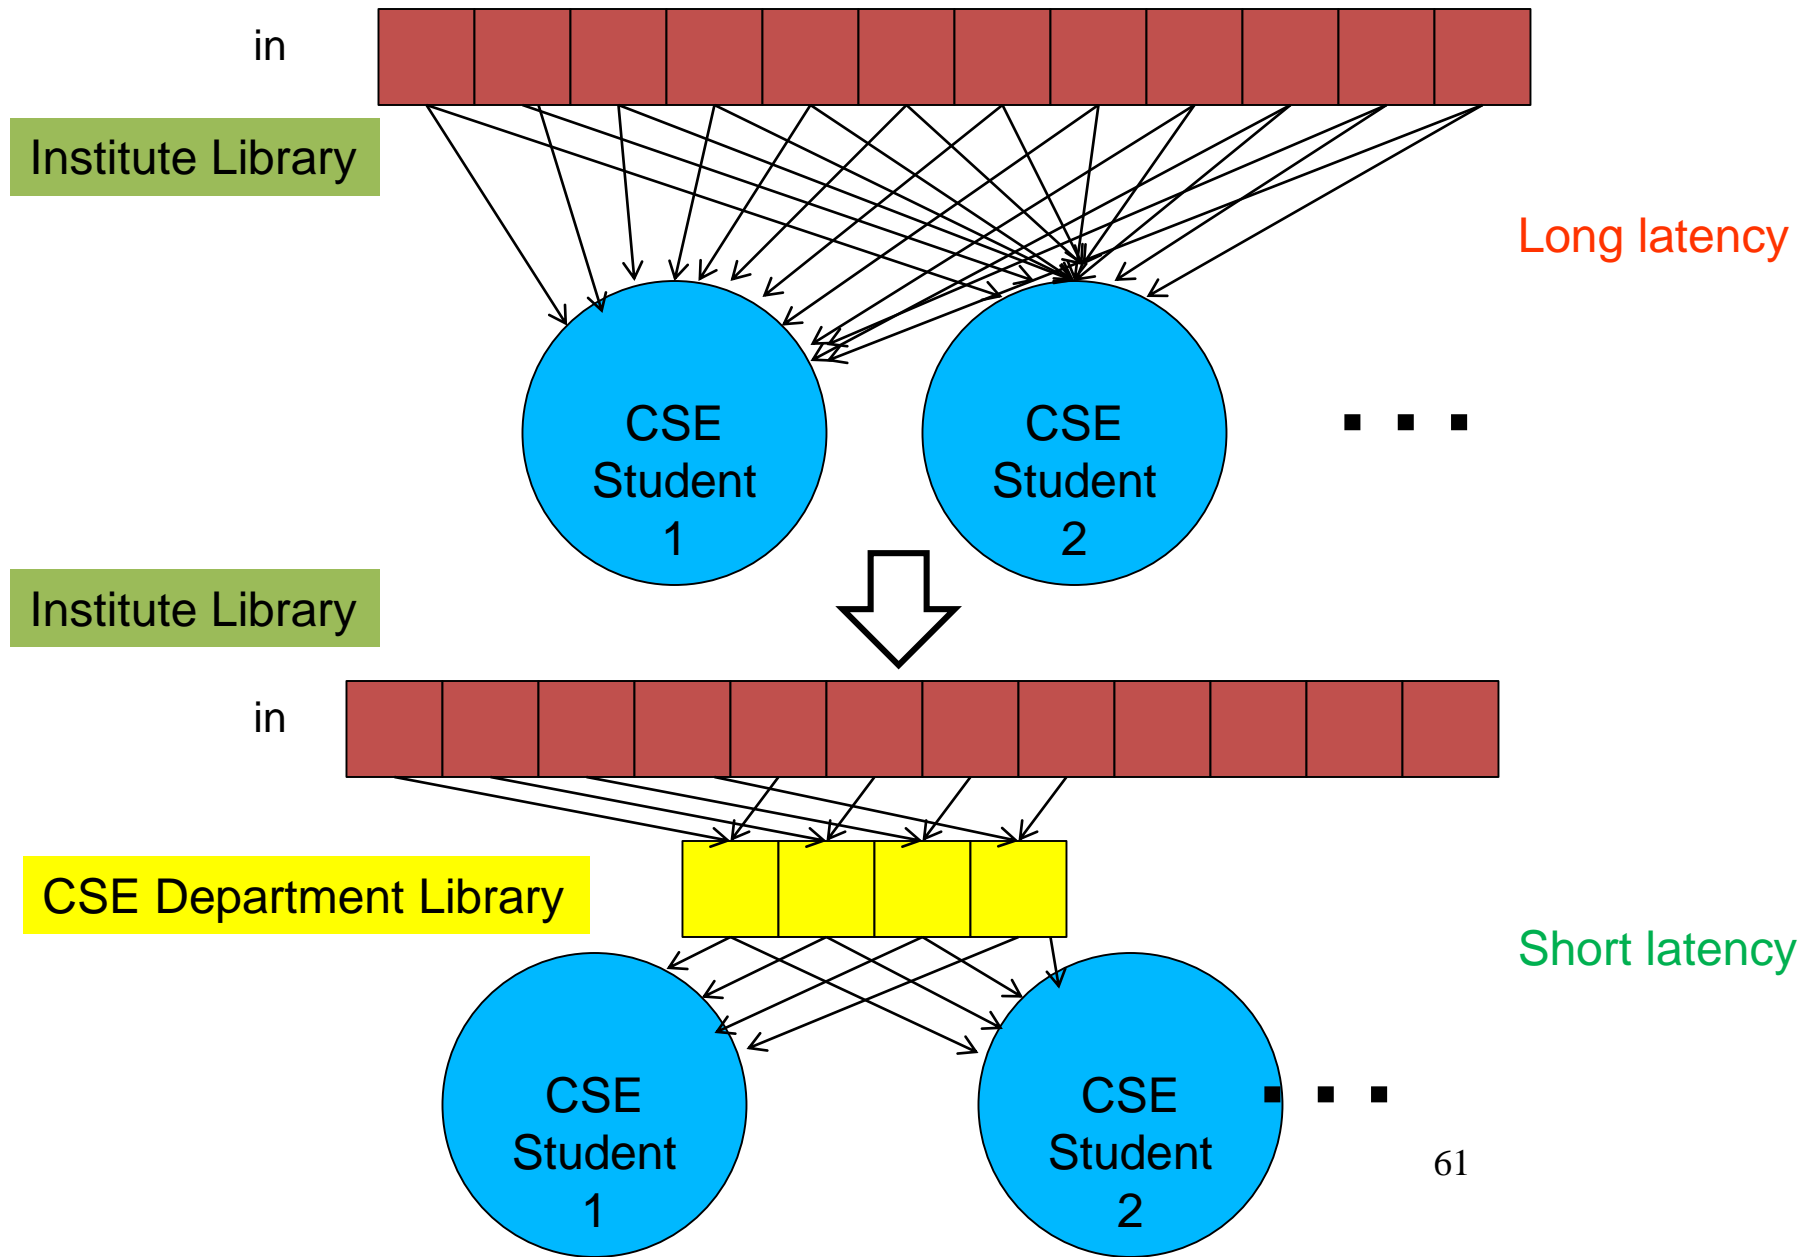 in
Institute Library
Long latency
CSE
Student
1
CSE
Student
2
Institute Library
in
CSE Department Library
Short latency
CSE
Student
1
CSE
Student
2
61